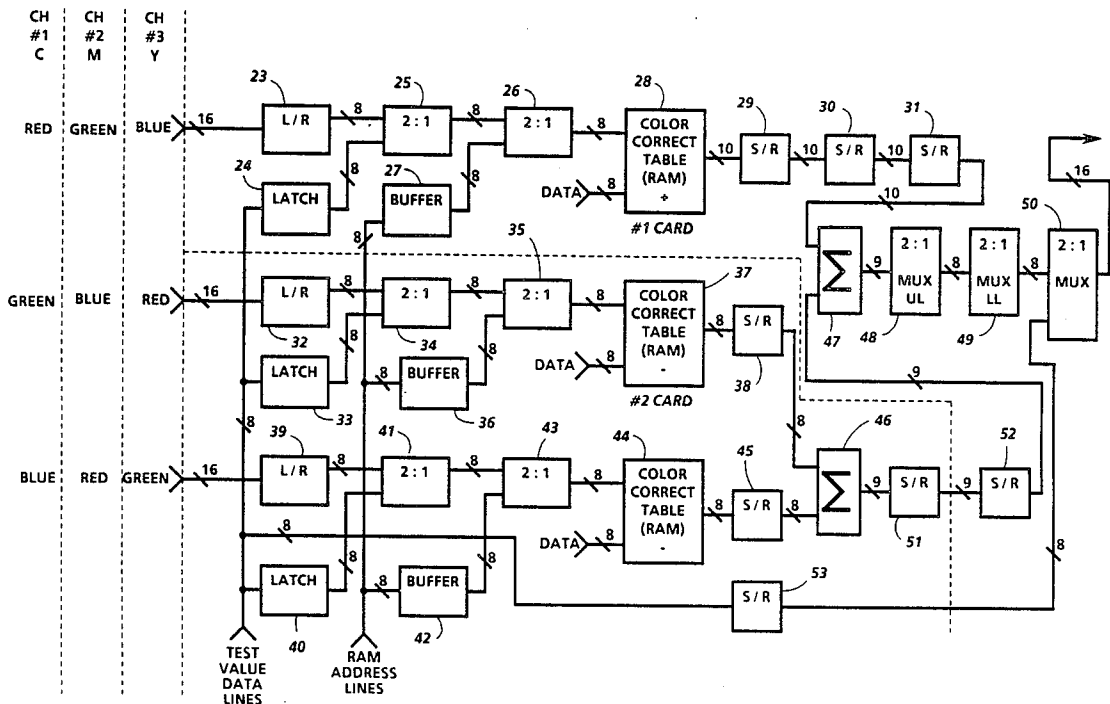 CH CH CH
#1 #2 #3
C M Y
23 25 26 28 29 30 31
RED GREEN BLUE 16 L/R 8 2:1 8 2:1 8 COLOR CORRECT TABLE (RAM) + 10 S/R 10 S/R 10 S/R
24 LATCH 8 27 BUFFER 8 DATA 8 #1 CARD 10 16
8 35 37 Σ 9 2:1 MUX UL 8 2:1 MUX LL 8 50 2:1 MUX
47 48 49
GREEN BLUE RED 16 L/R 8 2:1 8 2:1 8 COLOR CORRECT TABLE (RAM) - 8 S/R
32 34 38
LATCH 8 8 BUFFER 8 DATA 8 #2 CARD 9
33 36
8 39 41 43 44 45 8 46 52
BLUE RED GREEN 16 L/R 8 2:1 8 2:1 8 COLOR CORRECT TABLE (RAM) - 8 S/R 8 Σ 9 S/R 9 S/R
51
8 DATA 8 8
LATCH 8 8 BUFFER 8 53 S/R
40 42
TEST VALUE DATA LINES
RAM ADDRESS LINES